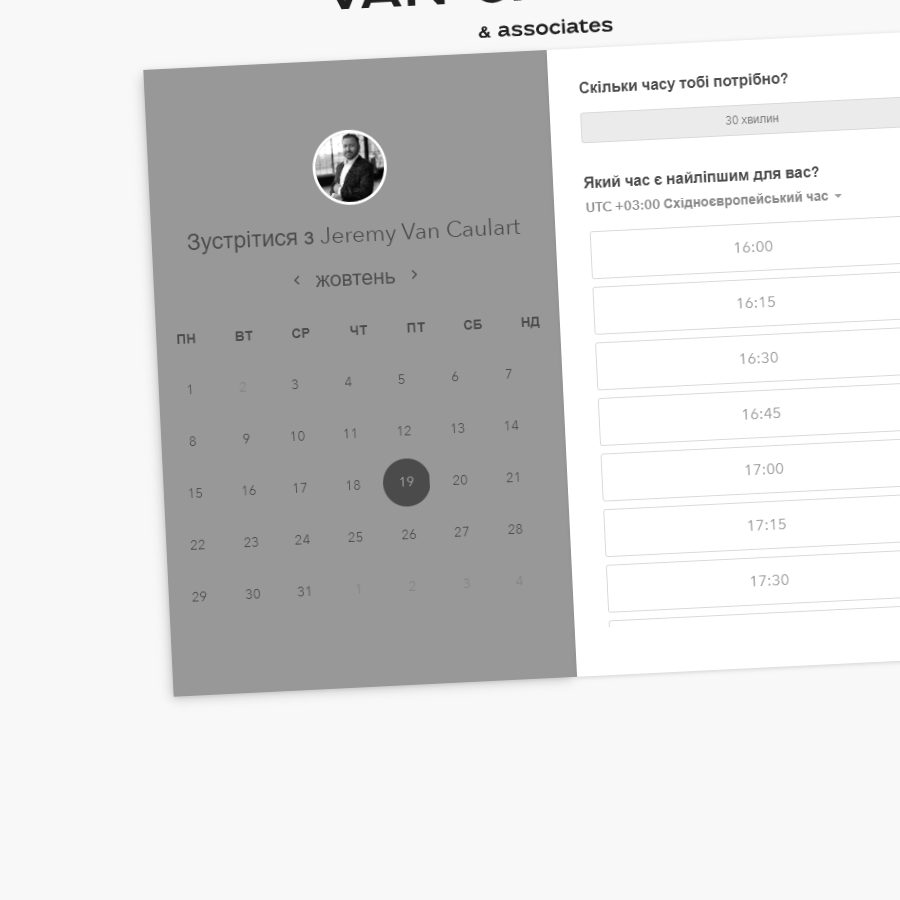 & associates
Зустрітися з Jeremy Van Caulart
‹ жовтень ›
ПН ВТ СР ЧТ ПТ СБ НД
1 2 3 4 5 6 7
8 9 10 11 12 13 14
15 16 17 18 19 20 21
22 23 24 25 26 27 28
29 30 31 1 2 3 4
Скільки часу тобі потрібно?
30 хвилин
Який час є найліпшим для вас?
UTC +03:00 Східноєвропейський час
16:00
16:15
16:30
16:45
17:00
17:15
17:30